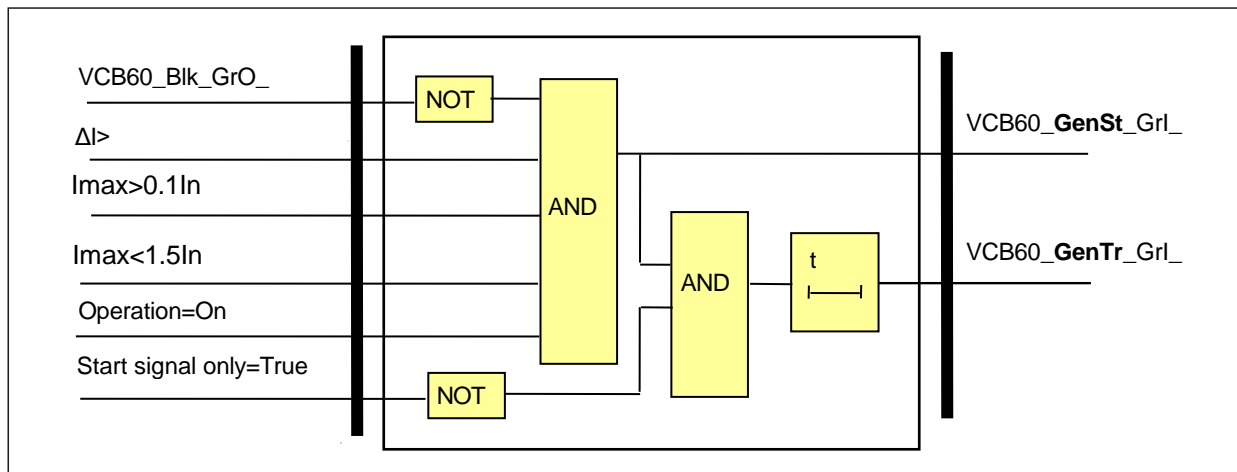 VCB60_Blk_GrO_
NOT
ΔI>
Imax>0.1In
AND
Imax<1.5In
Operation=On
Start signal only=True
NOT
AND
t
VCB60_GenSt_GrI_
VCB60_GenTr_GrI_